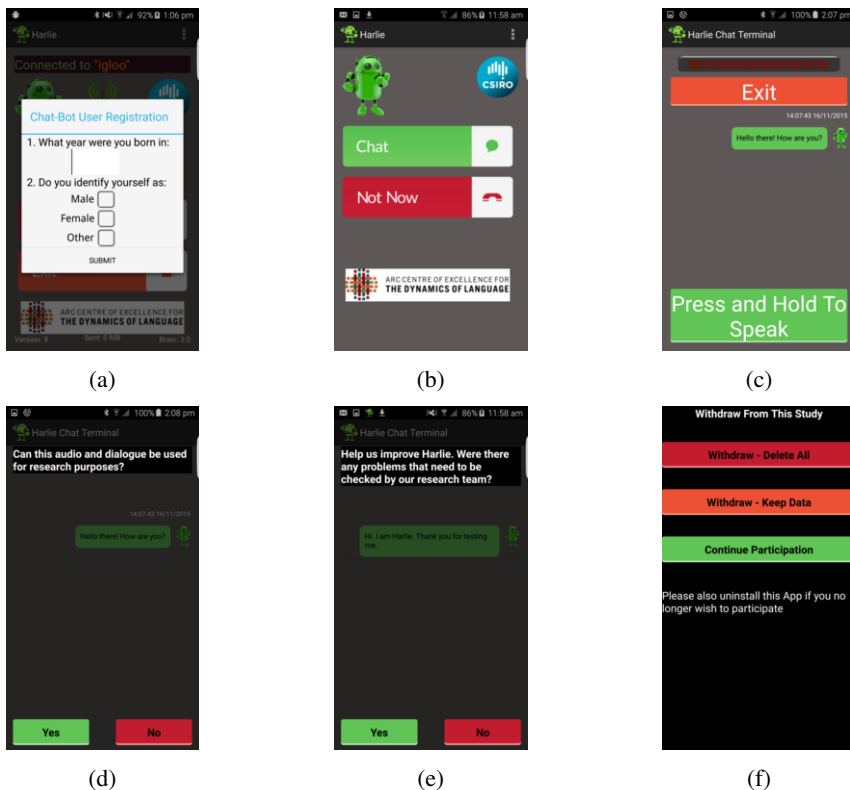 92% 1:06 pm
Harlie
Connected to "igloo"
Chat-Bot User Registration
1. What year were you born in:
2. Do you identify yourself as:
Male
Female
Other
SUBMIT
ARC CENTRE OF EXCELLENCE FOR
THE DYNAMICS OF LANGUAGE
Version: 9 Sent: 0 MB Brain: 3.0
(a)
86% 11:58 am
Harlie
CSIRO
Chat
Not Now
ARC CENTRE OF EXCELLENCE FOR
THE DYNAMICS OF LANGUAGE
(b)
100% 2:07 pm
Harlie Chat Terminal
Exit
14:07:43 16/11/2015
Hello there! How are you?
Press and Hold To
Speak
(c)
100% 2:08 pm
Harlie Chat Terminal
Can this audio and dialogue be used
for research purposes?
14:07:43 16/11/2015
Hello there! How are you?
Yes No
(d)
86% 11:58 am
Harlie Chat Terminal
Help us improve Harlie. Were there
any problems that need to be
checked by our research team?
Hi, I am Harlie. Thank you for testing
me.
Yes No
(e)
Withdraw From This Study
Withdraw - Delete All
Withdraw - Keep Data
Continue Participation
Please also uninstall this App if you no
longer wish to participate
(f)